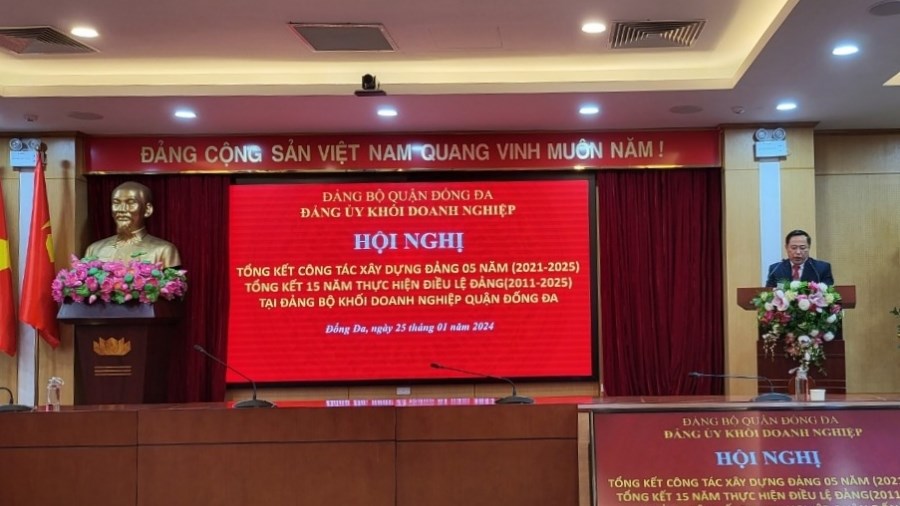 ĐẢNG CỘNG SẢN VIỆT NAM QUANG VINH MUÔN NĂM !
ĐẢNG BỘ QUẬN ĐỐNG ĐA
ĐẢNG ỦY KHỐI DOANH NGHIỆP
HỘI NGHỊ
TỔNG KẾT CÔNG TÁC XÂY DỰNG ĐẢNG 05 NĂM (2021-2025)
TỔNG KẾT 15 NĂM THỰC HIỆN ĐIỀU LỆ ĐẢNG(2011-2025)
TẠI ĐẢNG BỘ KHỐI DOANH NGHIỆP QUẬN ĐỐNG ĐA
Đống Đa, ngày 25 tháng 01 năm 2024
ĐẢNG BỘ QUẬN ĐỐNG ĐA
ĐẢNG ỦY KHỐI DOANH NGHIỆP
HỘI NGHỊ
TỔNG KẾT CÔNG TÁC XÂY DỰNG ĐẢNG 05 NĂM (202
TỔNG KẾT 15 NĂM THỰC HIỆN ĐIỀU LỆ ĐẢNG(2011